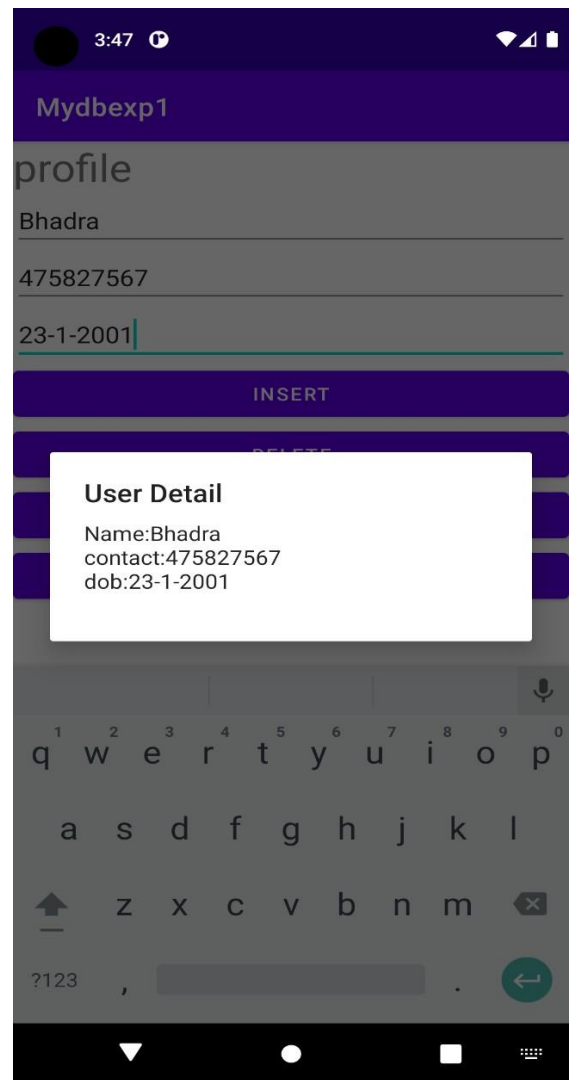 3:47
Mydbexp1
profile
Bhadra
475827567
23-1-2001
INSERT
User Detail
Name:Bhadra
contact:475827567
dob:23-1-2001
1 2 3 4 5 6 7 8 9 0
q w e r t y u i o p
a s d f g h j k l
z x c v b n m
?123 , .